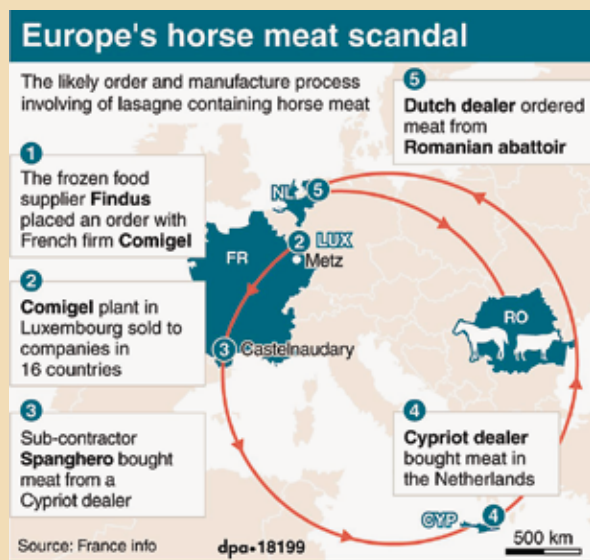 Europe's horse meat scandal
The likely order and manufacture process
involving of lasagne containing horse meat
1
The frozen food
supplier Findus
placed an order with
French firm Comigel
2
Comigel plant in
Luxembourg sold to
companies in
16 countries
3
Sub-contractor
Spanghero bought
meat from a
Cypriot dealer
5
Dutch dealer ordered
meat from
Romanian abattoir
NL 5
2 LUX
Metz
FR
3 Castelnaudary
RO
4
Cypriot dealer
bought meat in
the Netherlands
CYP 4
500 km
Source: France info
dpa•18199